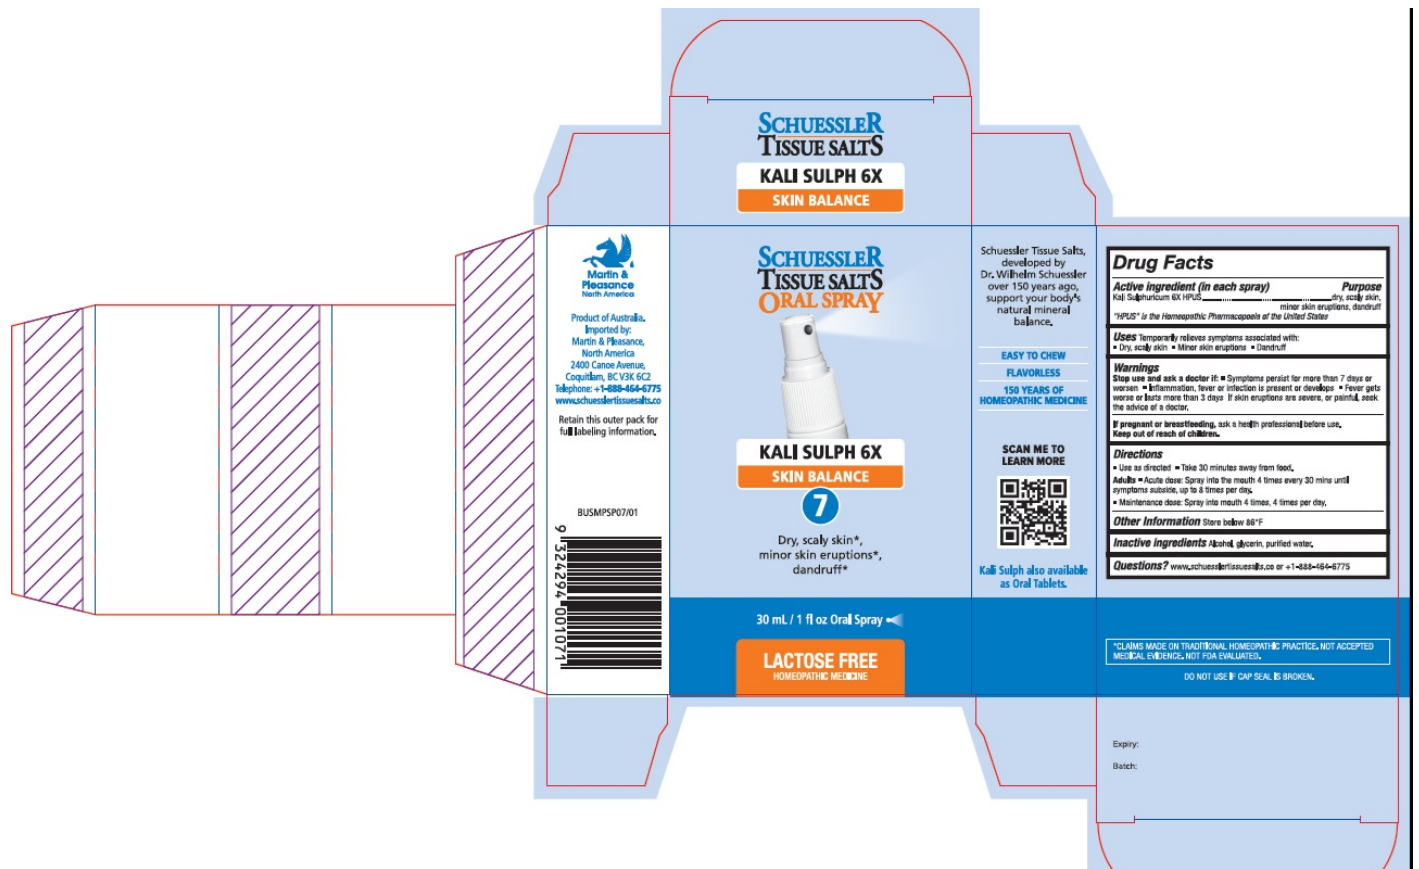 SCHUESSLER
TISSUE SALTS
KALI SULPH 6X
SKIN BALANCE
Martin &
Pleasance
North America
Product of Australia.
Imported by:
Martin & Pleasance,
North America
2400 Canoe Avenue,
Coquitlam, BC V3K 6C2
Telephone: +1-888-464-6775
www.schuesslertissuesalts.co
Retain this outer pack for
full labeling information.
BUSMPSP07/01
9 324294 001071
SCHUESSLER
TISSUE SALTS
ORAL SPRAY
KALI SULPH 6X
SKIN BALANCE
7
Dry, scaly skin*,
minor skin eruptions*,
dandruff*
30 mL / 1 fl oz Oral Spray
LACTOSE FREE
HOMEOPATHIC MEDICINE
Schuessler Tissue Salts,
developed by
Dr. Wilhelm Schuessler
over 150 years ago,
support your body's
natural mineral
balance.
EASY TO CHEW
FLAVORLESS
150 YEARS OF
HOMEOPATHIC MEDICINE
SCAN ME TO
LEARN MORE
Kali Sulph also available
as Oral Tablets.
Drug Facts
Active ingredient (in each spray) Purpose
Kali Sulphuricum 6X HPUS dry, scaly skin,
minor skin eruptions, dandruff
"HPUS" is the Homeopathic Pharmacopoeia of the United States
Uses Temporarily relieves symptoms associated with:
▪ Dry, scaly skin ▪ Minor skin eruptions ▪ Dandruff
Warnings
Stop use and ask a doctor if: ▪ Symptoms persist for more than 7 days or
worsen ▪ Inflammation, fever or infection is present or develops ▪ Fever gets
worse or lasts more than 3 days If skin eruptions are severe, or painful, seek
the advice of a doctor.
If pregnant or breastfeeding, ask a health professional before use.
Keep out of reach of children.
Directions
▪ Use as directed ▪ Take 30 minutes away from food.
Adults ▪ Acute dose: Spray into the mouth 4 times every 30 mins until
symptoms subside, up to 8 times per day.
▪ Maintenance dose: Spray into mouth 4 times, 4 times per day.
Other Information Store below 86°F
Inactive ingredients Alcohol, glycerin, purified water.
Questions? www.schuesslertissuesalts.co or +1-888-464-6775
*CLAIMS MADE ON TRADITIONAL HOMEOPATHIC PRACTICE. NOT ACCEPTED
MEDICAL EVIDENCE. NOT FDA EVALUATED.
DO NOT USE IF CAP SEAL IS BROKEN.
Expiry:
Batch: